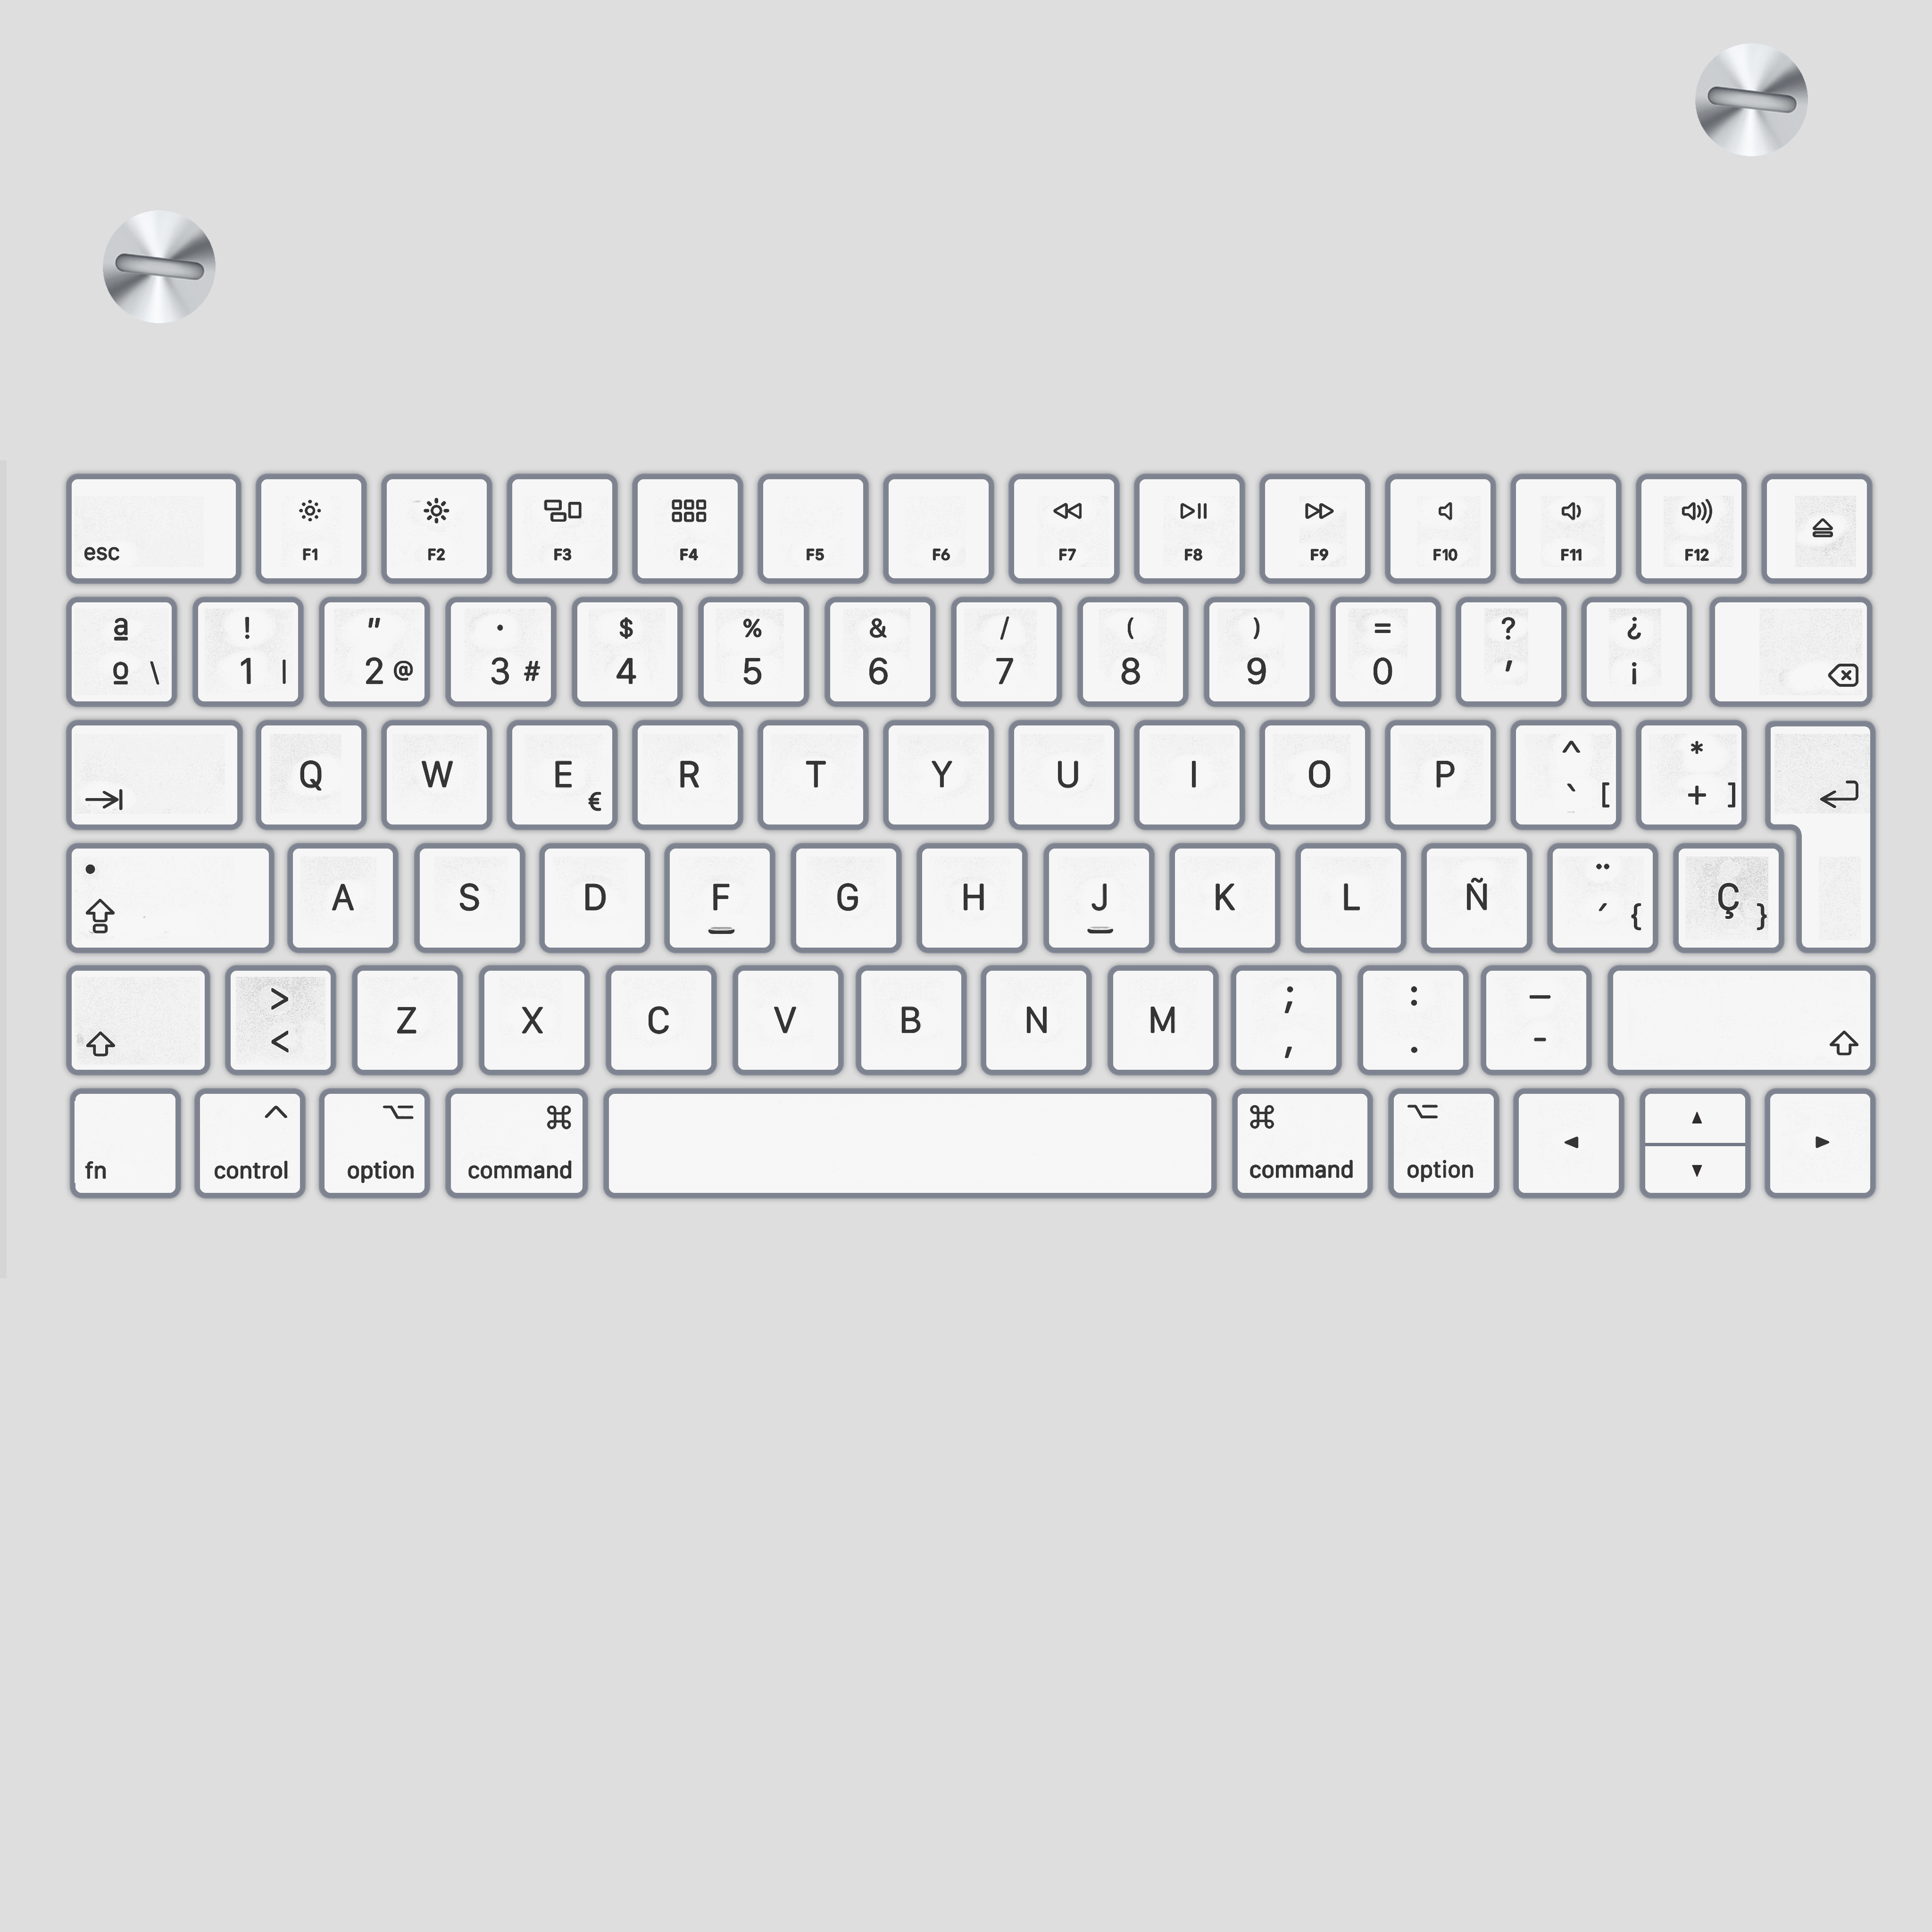 esc F1 F2 F3 F4 F5 F6 F7 F8 F9 F10 F11 F12
ª ! " · $ % & / ( ) = ? ¿
º \ 1 | 2 @ 3 # 4 5 6 7 8 9 0 ' ¡
Q W E € R T Y U I O P ^ ` [ * + ]
A S D F G H J K L Ñ ¨ ´ { Ç }
> < Z X C V B N M ; , : . _ -
fn control option command command option